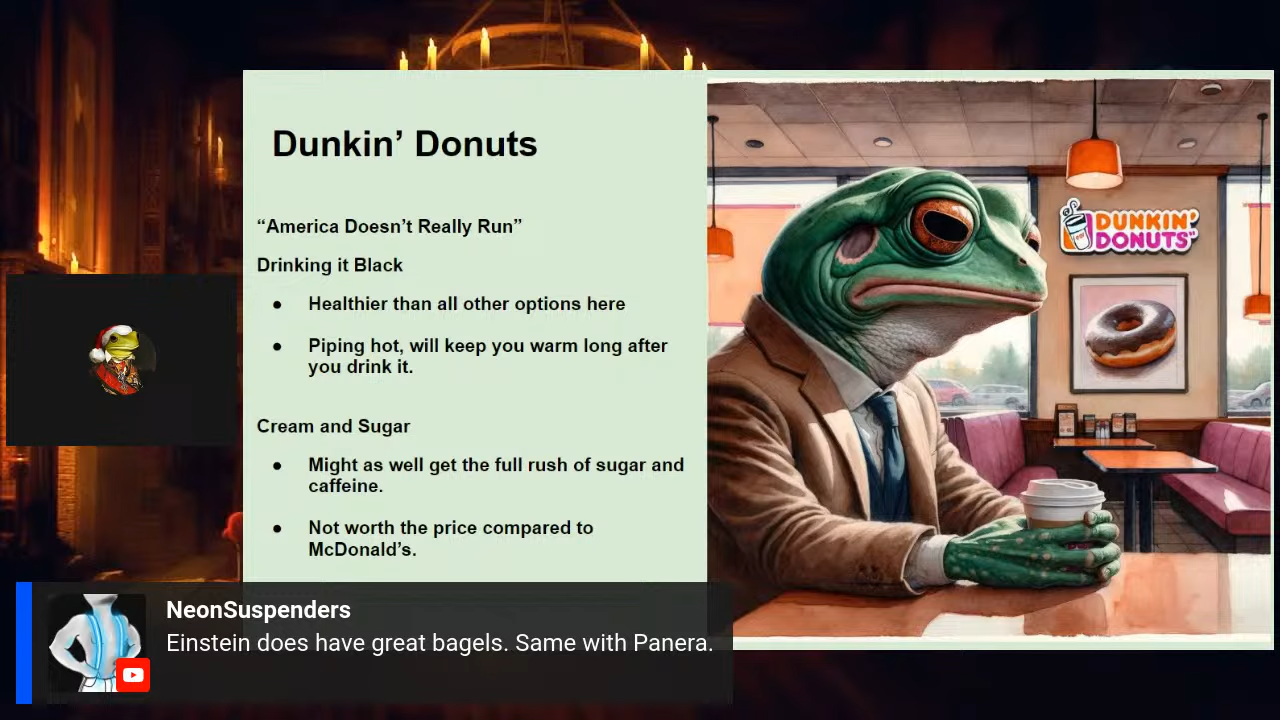 Dunkin’ Donuts
“America Doesn’t Really Run”
Drinking it Black
● Healthier than all other options here
● Piping hot, will keep you warm long after
you drink it.
Cream and Sugar
● Might as well get the full rush of sugar and
caffeine.
● Not worth the price compared to
McDonald’s.
DUNKIN’
DONUTS
NeonSuspenders
Einstein does have great bagels. Same with Panera.